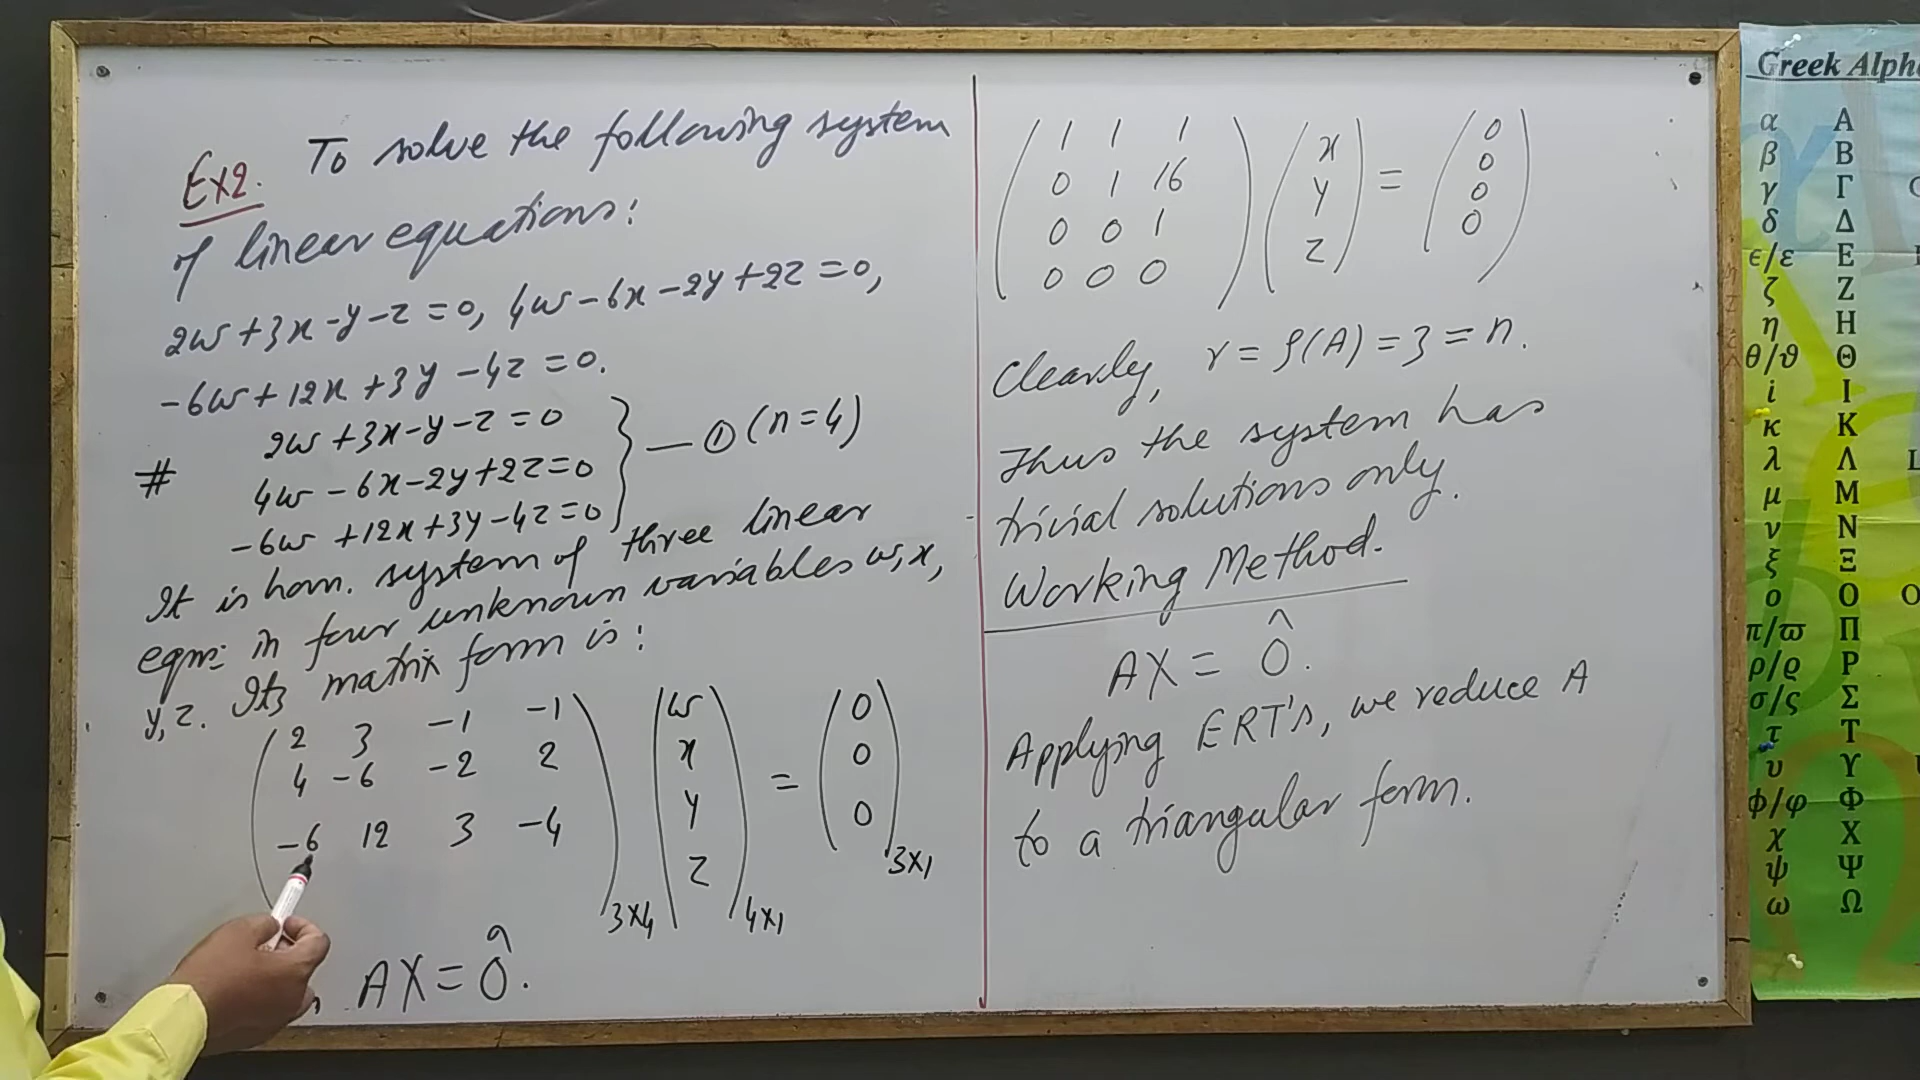 Ex2. To solve the following system
of linear equations:
2w+3x-y-z=0, 4w-6x-2y+2z=0,
-6w+12x+3y-4z=0.
# 2w+3x-y-z=0
4w-6x-2y+2z=0 } — ① (n=4)
-6w+12x+3y-4z=0
It is hom. system of three linear
eqns in four unknown variables w,x,
y,z. Its matrix form is:
2 3 -1 -1
4 -6 -2 2
-6 12 3 -4
3x4
w
x
y
z
4x1
=
0
0
0
3x1
AX=Ô.
1 1 1
0 1 16
0 0 1
0 0 0
x
y
z
=
0
0
0
0
Clearly, r=ρ(A)=3=n.
Thus the system has
trivial solutions only.
Working Method.
AX=Ô.
Applying ERT's, we reduce A
to a triangular form.
Greek Alph
α Α
β Β
γ Γ
δ Δ
ϵ/ε Ε
ζ Ζ
η Η
θ/ϑ Θ
i Ι
κ Κ
λ Λ
μ Μ
ν Ν
ξ Ξ
ο Ο
π/ϖ Π
ρ/ϱ Ρ
σ/ς Σ
τ Τ
υ Υ
ϕ/φ Φ
χ Χ
ψ Ψ
ω Ω